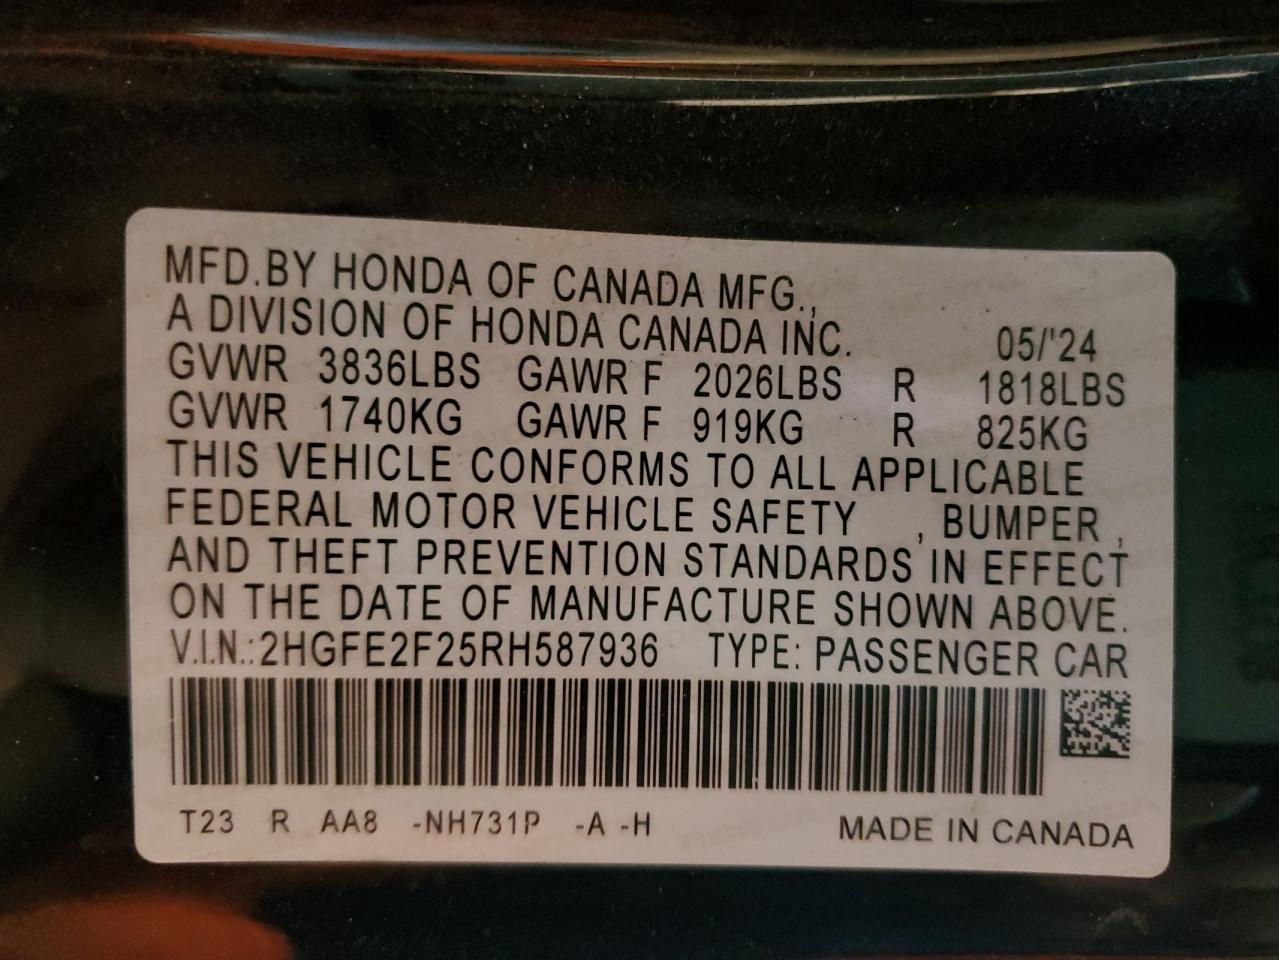 MFD.BY HONDA OF CANADA MFG.,
A DIVISION OF HONDA CANADA INC. 05/'24
GVWR 3836LBS GAWR F 2026LBS R 1818LBS
GVWR 1740KG GAWR F 919KG R 825KG
THIS VEHICLE CONFORMS TO ALL APPLICABLE
FEDERAL MOTOR VEHICLE SAFETY , BUMPER ,
AND THEFT PREVENTION STANDARDS IN EFFECT
ON THE DATE OF MANUFACTURE SHOWN ABOVE.
V.I.N.:2HGFE2F25RH587936 TYPE: PASSENGER CAR
T23 R AA8 -NH731P -A -H MADE IN CANADA